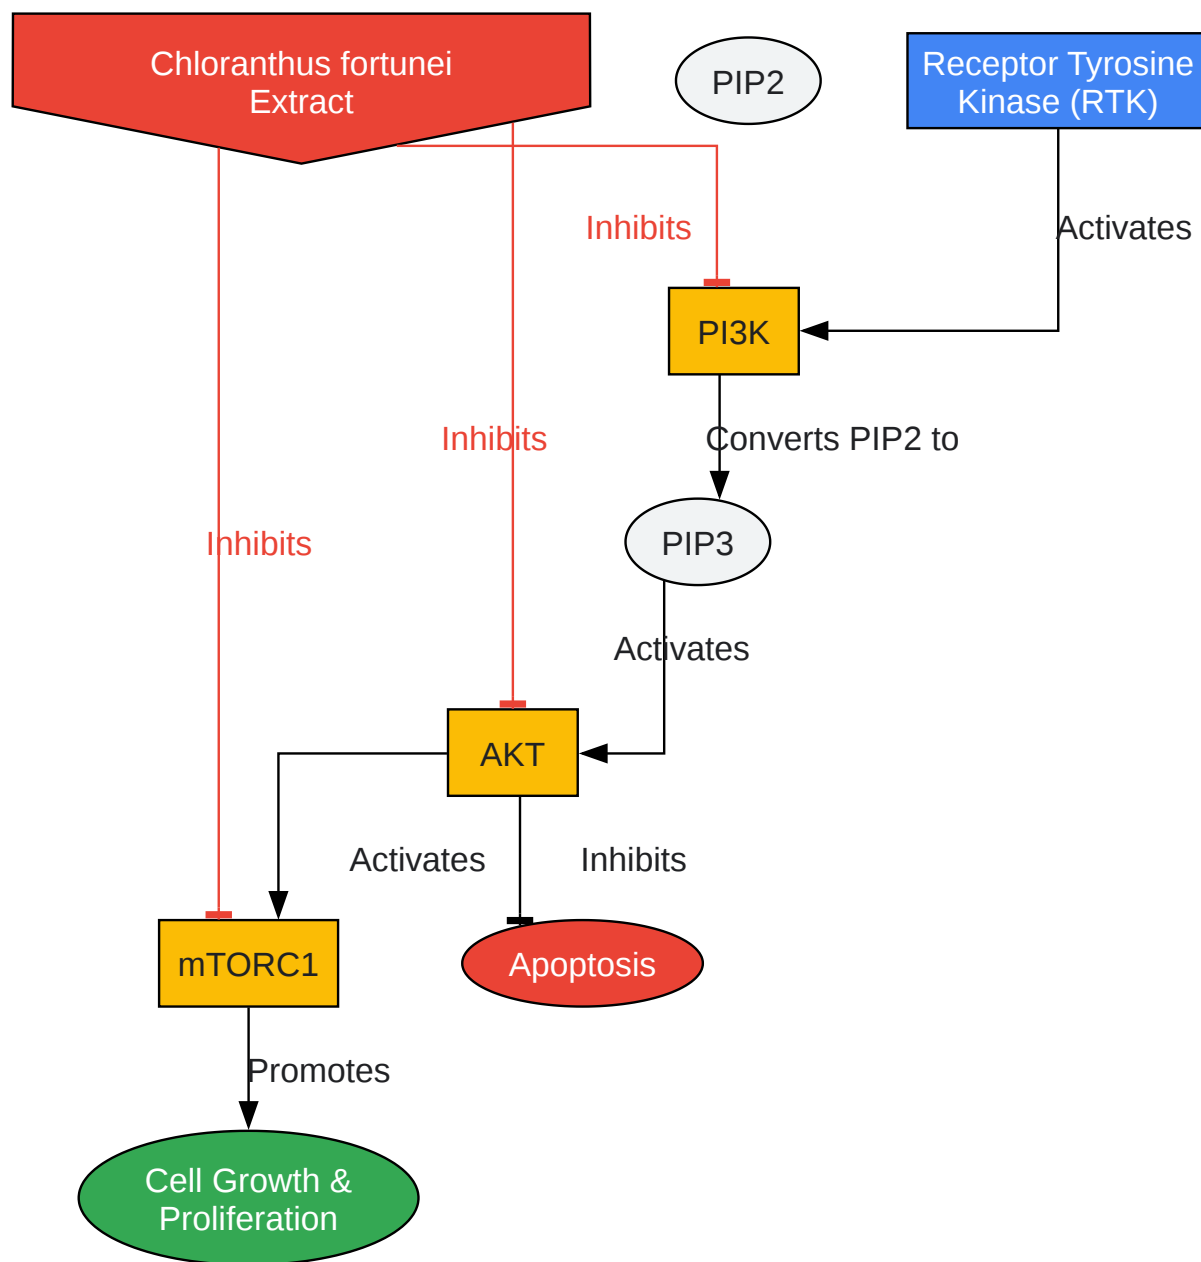 Chloranthus fortunei
Extract
PIP2
Receptor Tyrosine
Kinase (RTK)
Inhibits
Activates
PI3K
Inhibits
Converts PIP2 to
Inhibits
PIP3
Activates
AKT
Activates
Inhibits
mTORC1
Apoptosis
Promotes
Cell Growth &
Proliferation